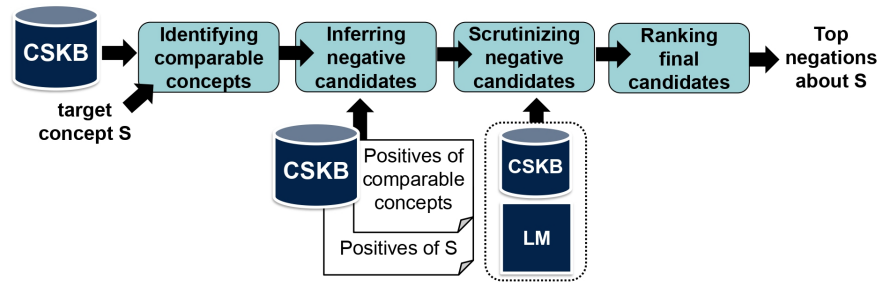 CSKB
target
concept S
Identifying
comparable
concepts
Inferring
negative
candidates
Scrutinizing
negative
candidates
Ranking
final
candidates
Top
negations
about S
CSKB
Positives of
comparable
concepts
Positives of S
CSKB
LM